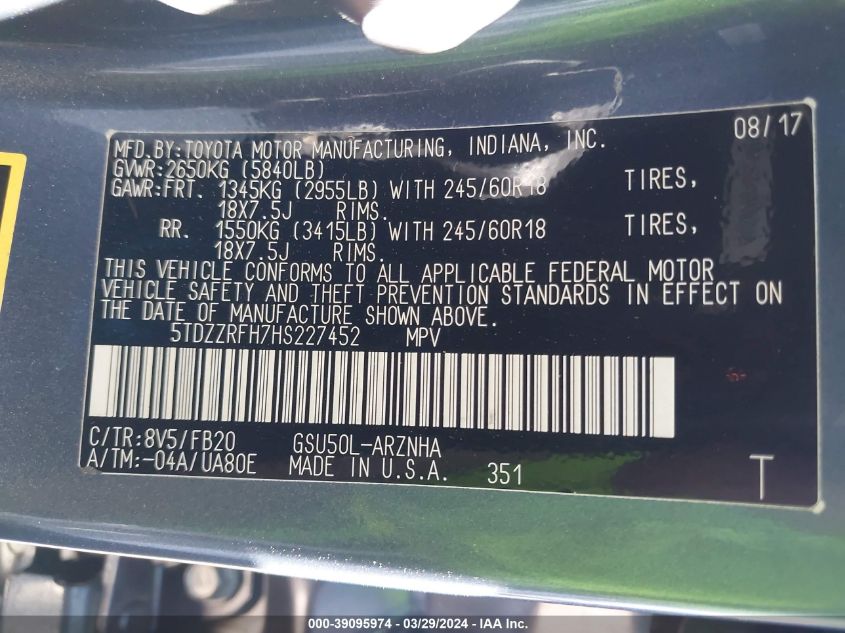 08/17
MFD.BY:TOYOTA MOTOR MANUFACTURING, INDIANA, INC.
GVWR:2650KG (5840LB)
GAWR:FRT. 1345KG (2955LB) WITH 245/60R18 TIRES,
18X7.5J RIMS.
RR. 1550KG (3415LB) WITH 245/60R18 TIRES,
18X7.5J RIMS.
THIS VEHICLE CONFORMS TO ALL APPLICABLE FEDERAL MOTOR
VEHICLE SAFETY AND THEFT PREVENTION STANDARDS IN EFFECT ON
THE DATE OF MANUFACTURE SHOWN ABOVE.
5TDZZRFH7HS227452 MPV
C/TR:8V5/FB20 GSU50L-ARZNHA
A/TM:-04A/UA80E MADE IN U.S.A. 351
T
000-39095974 - 03/29/2024 - IAA Inc.